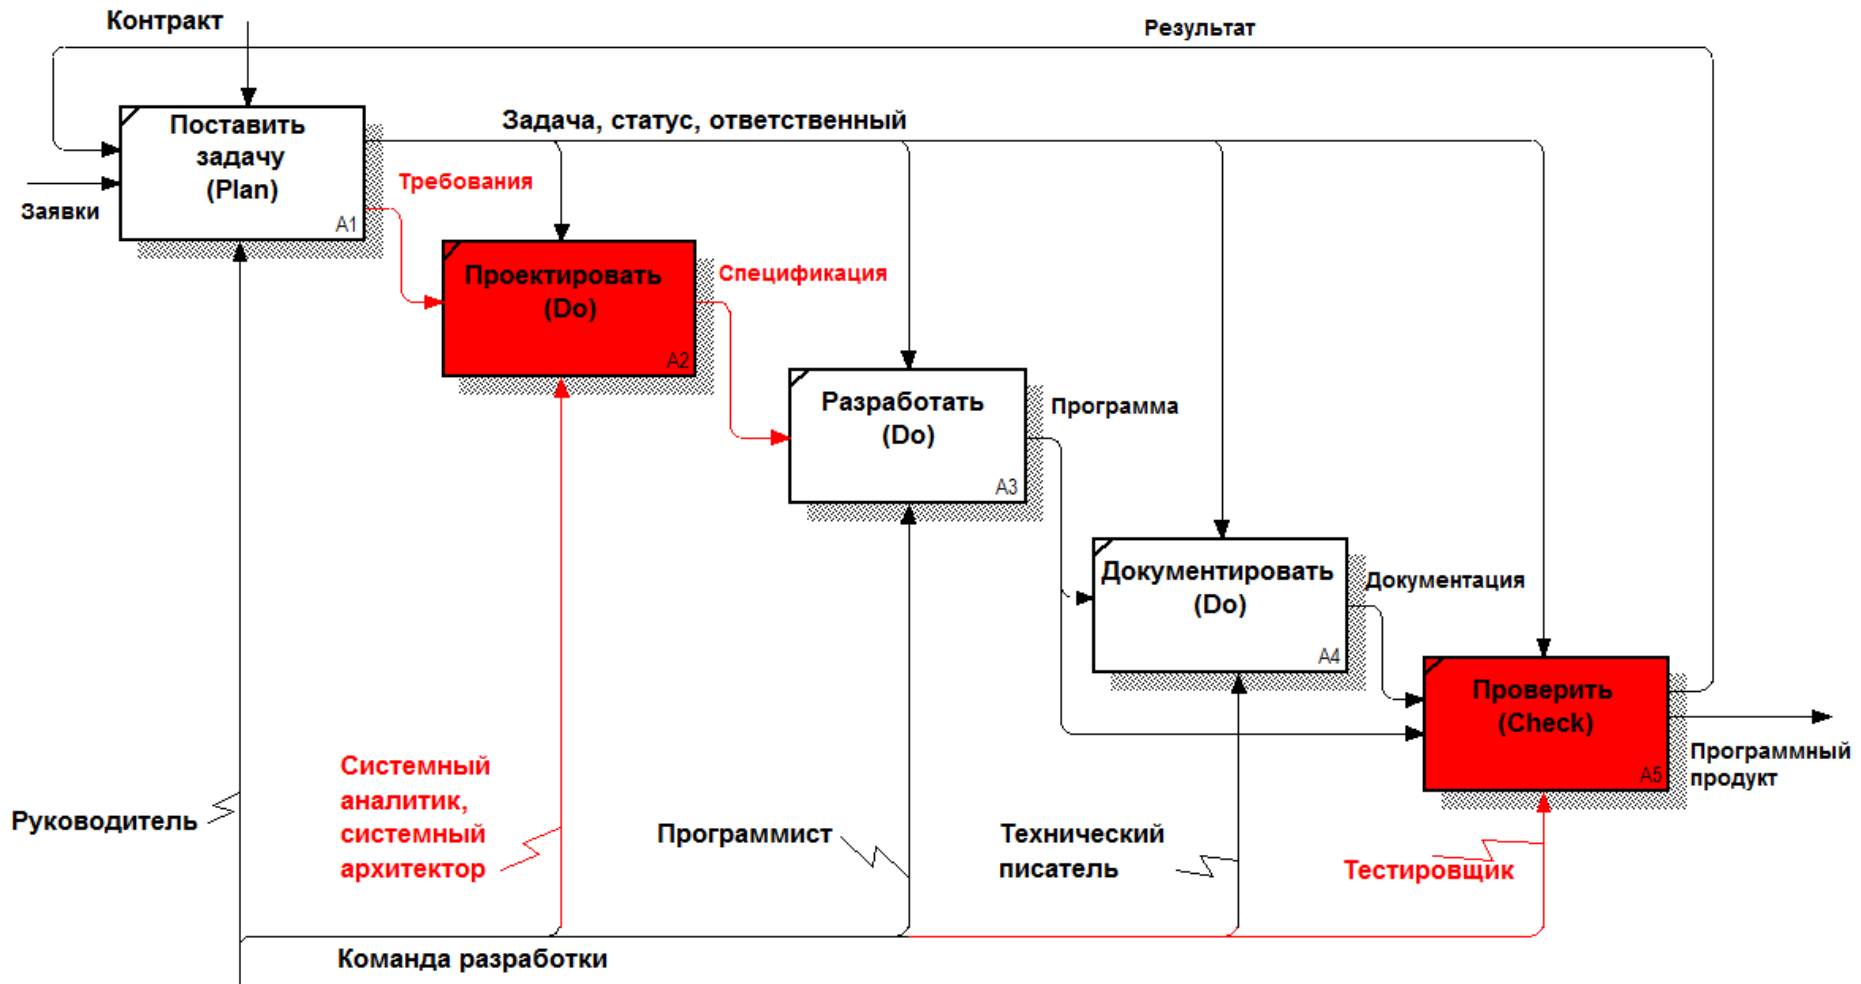 Контракт
Результат
Поставить
задачу
(Plan)
A1
Задача, статус, ответственный
Требования
Заявки
Проектировать
(Do)
A2
Спецификация
Разработать
(Do)
A3
Программа
Документировать
(Do)
A4
Документация
Проверить
(Check)
A5
Программный
продукт
Руководитель
Системный
аналитик,
системный
архитектор
Программист
Технический
писатель
Тестировщик
Команда разработки